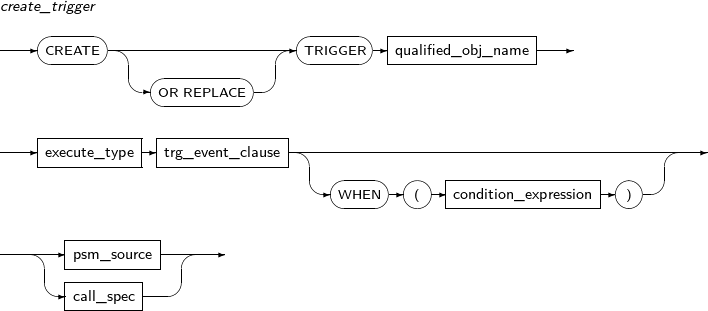 create_trigger
CREATE TRIGGER qualified_obj_name
OR REPLACE
execute_type trg_event_clause
WHEN ( condition_expression )
psm_source
call_spec